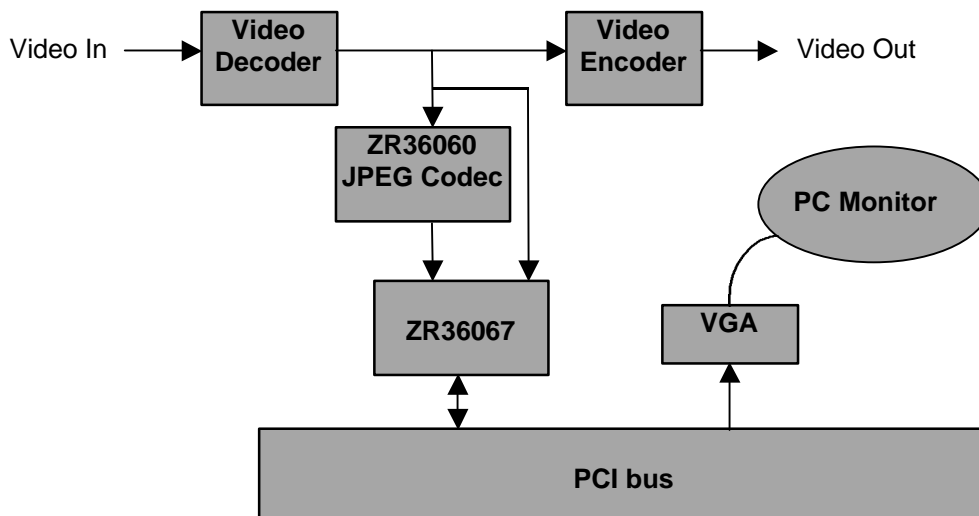 Video In
Video
Decoder
Video
Encoder
Video Out
ZR36060
JPEG Codec
PC Monitor
ZR36067
VGA
PCI bus